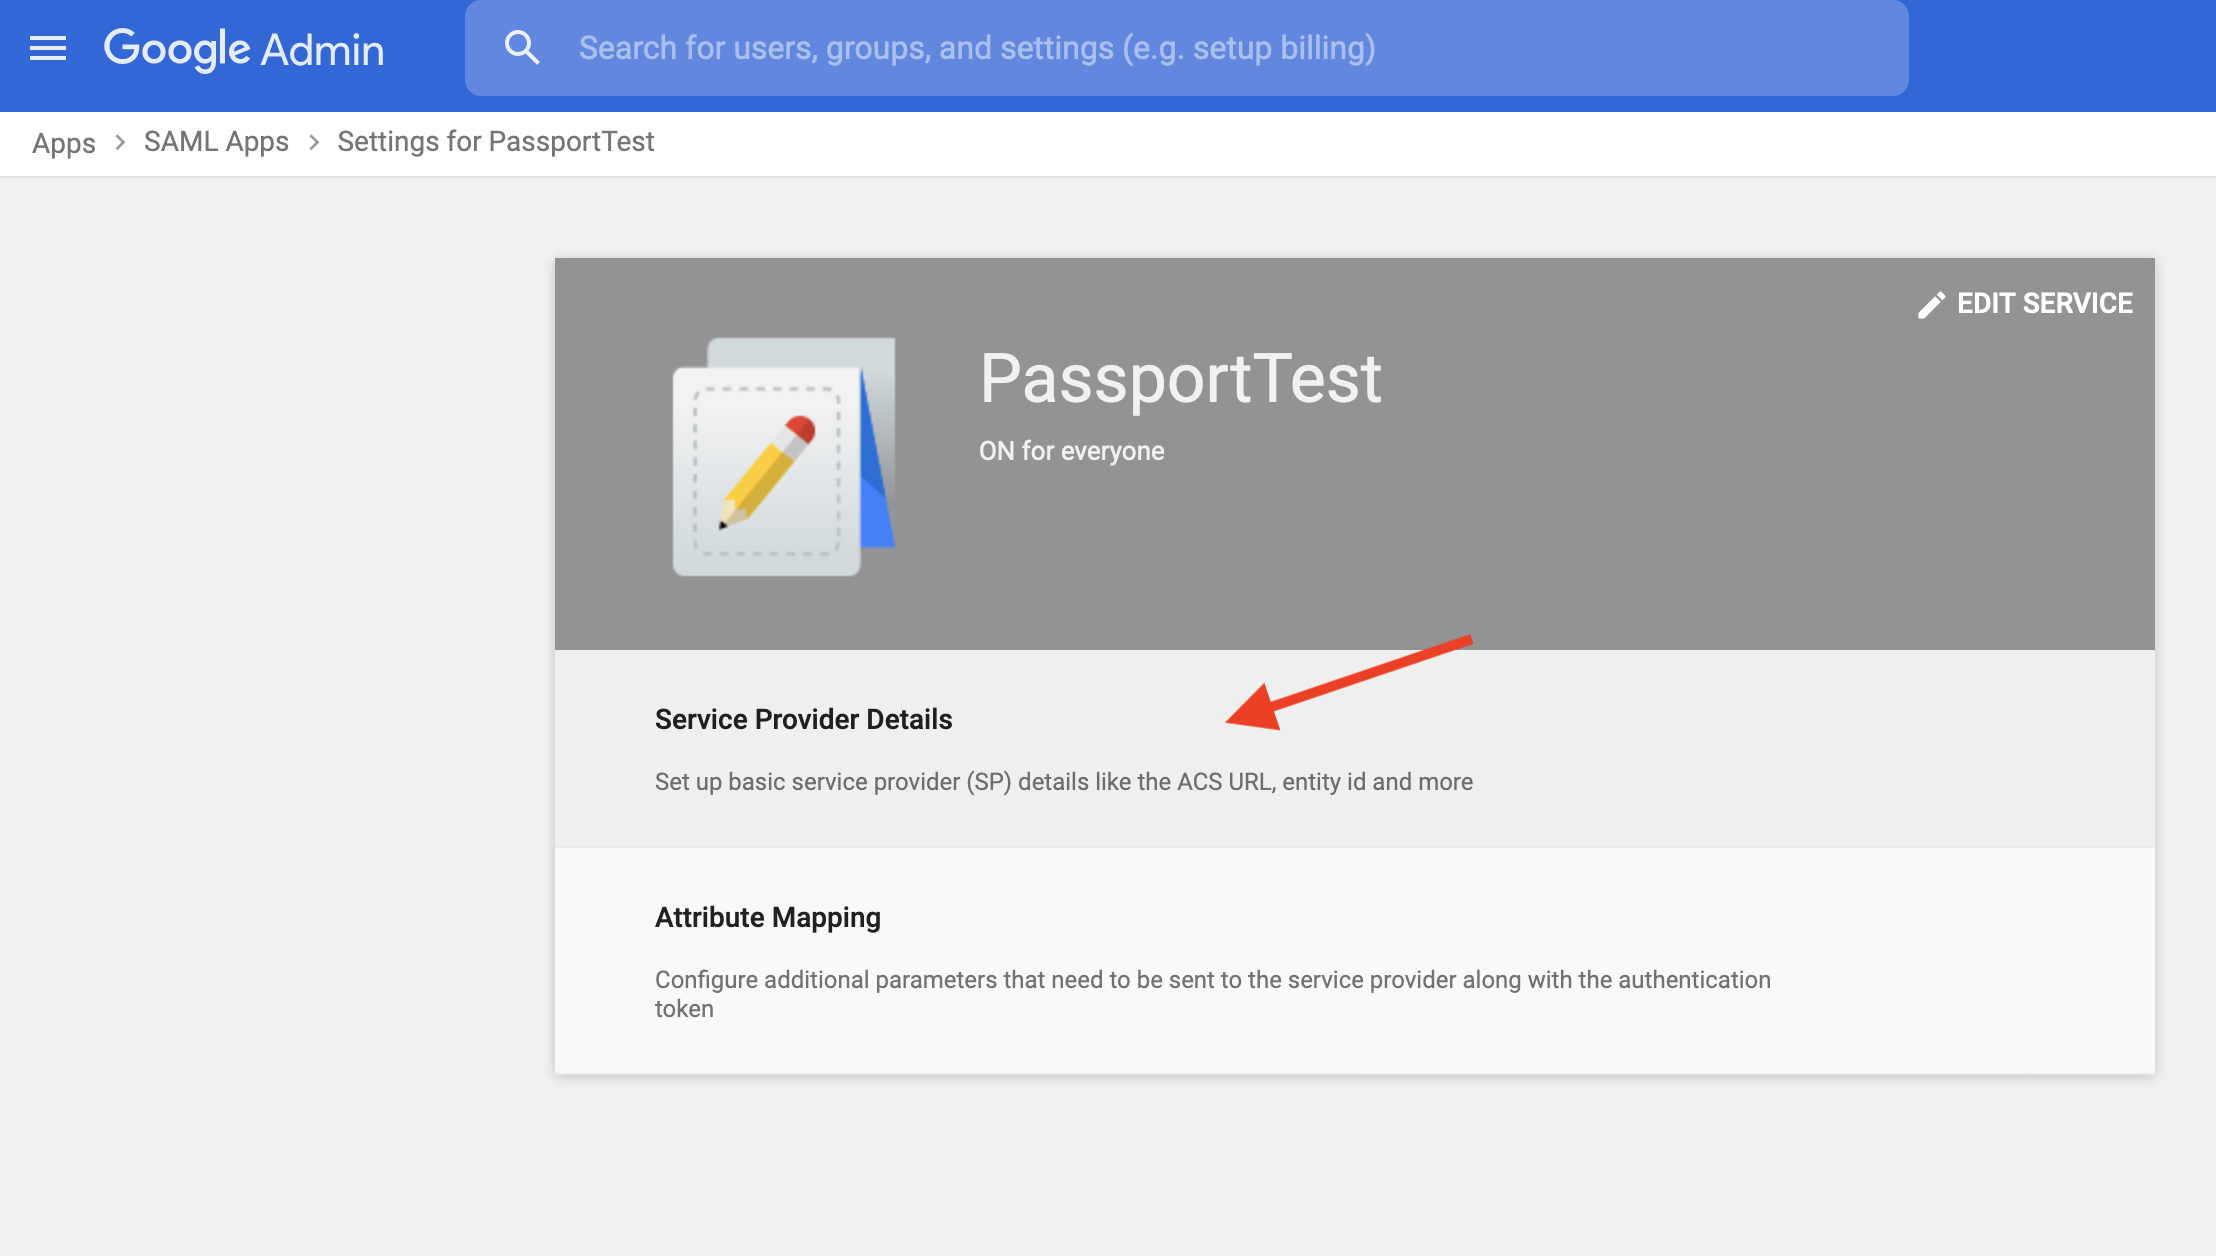 Google Admin
Search for users, groups, and settings (e.g. setup billing)
Apps > SAML Apps > Settings for PassportTest
EDIT SERVICE
PassportTest
ON for everyone
Service Provider Details
Set up basic service provider (SP) details like the ACS URL, entity id and more
Attribute Mapping
Configure additional parameters that need to be sent to the service provider along with the authentication
token